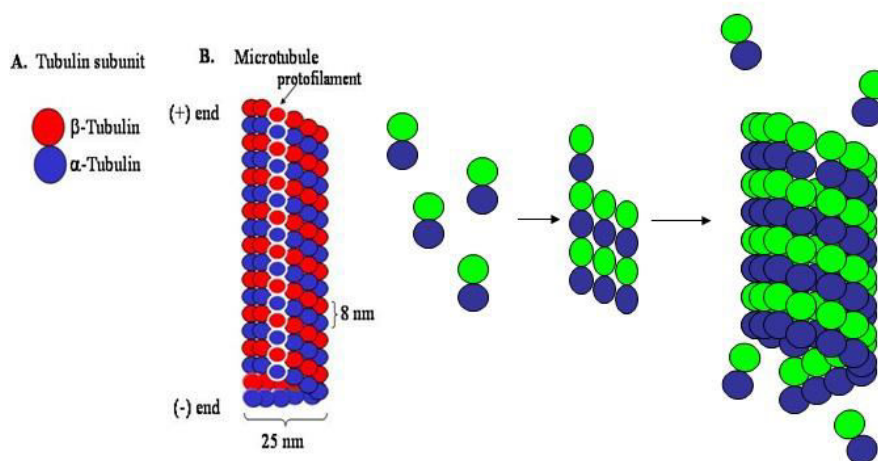 A. Tubulin subunit
β-Tubulin
α-Tubulin
B. Microtubule
protofilament
(+) end
8 nm
(-) end
25 nm